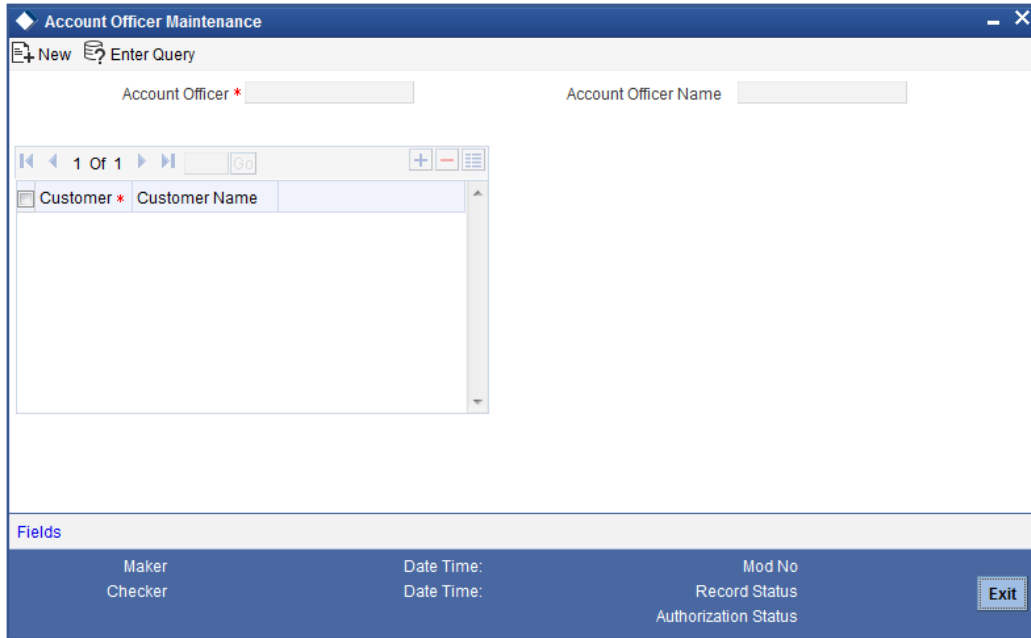 Account Officer Maintenance
New Enter Query
Account Officer * Account Officer Name
1 Of 1 Go
Customer * Customer Name
Fields
Maker Date Time: Mod No
Checker Date Time: Record Status
Authorization Status
Exit